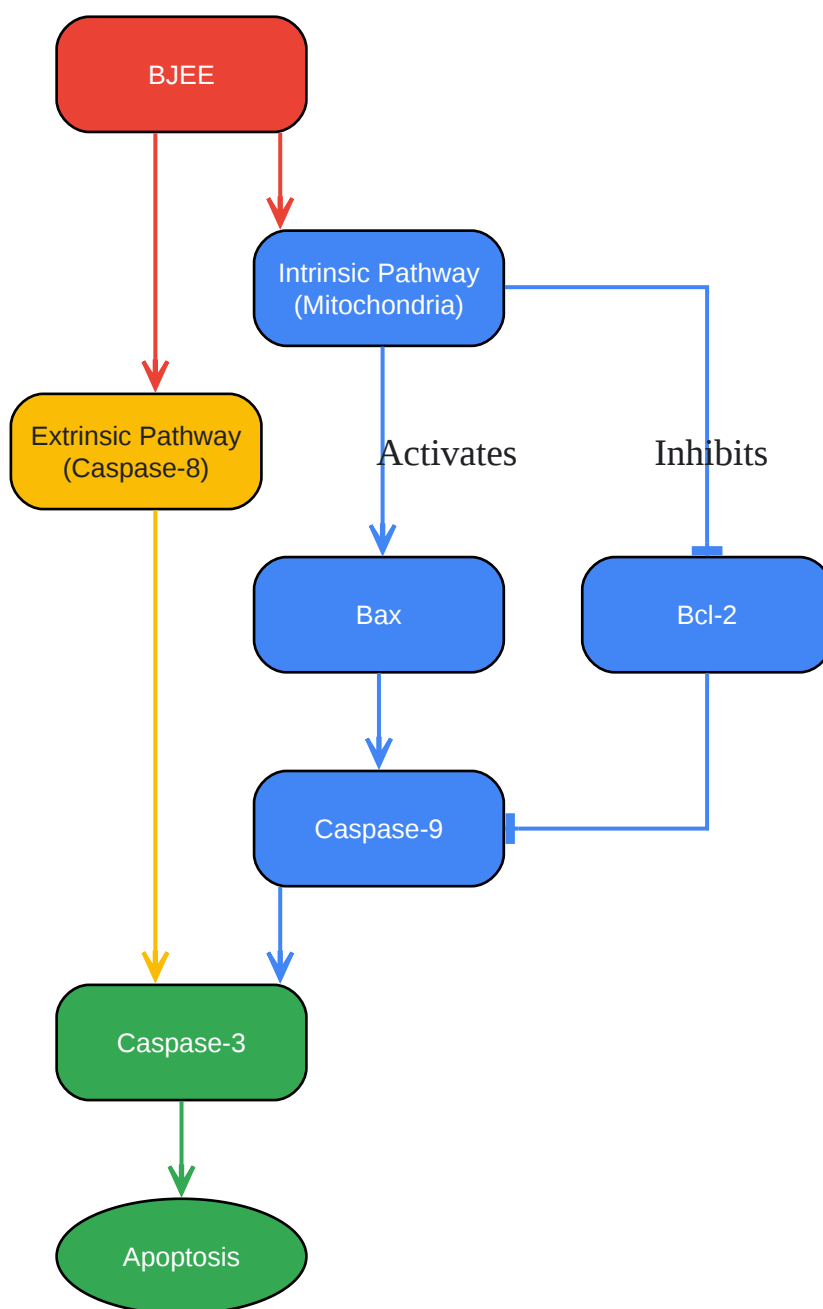 BJEE
Intrinsic Pathway
(Mitochondria)
Extrinsic Pathway
(Caspase-8)
Activates
Inhibits
Bax
Bcl-2
Caspase-9
Caspase-3
Apoptosis